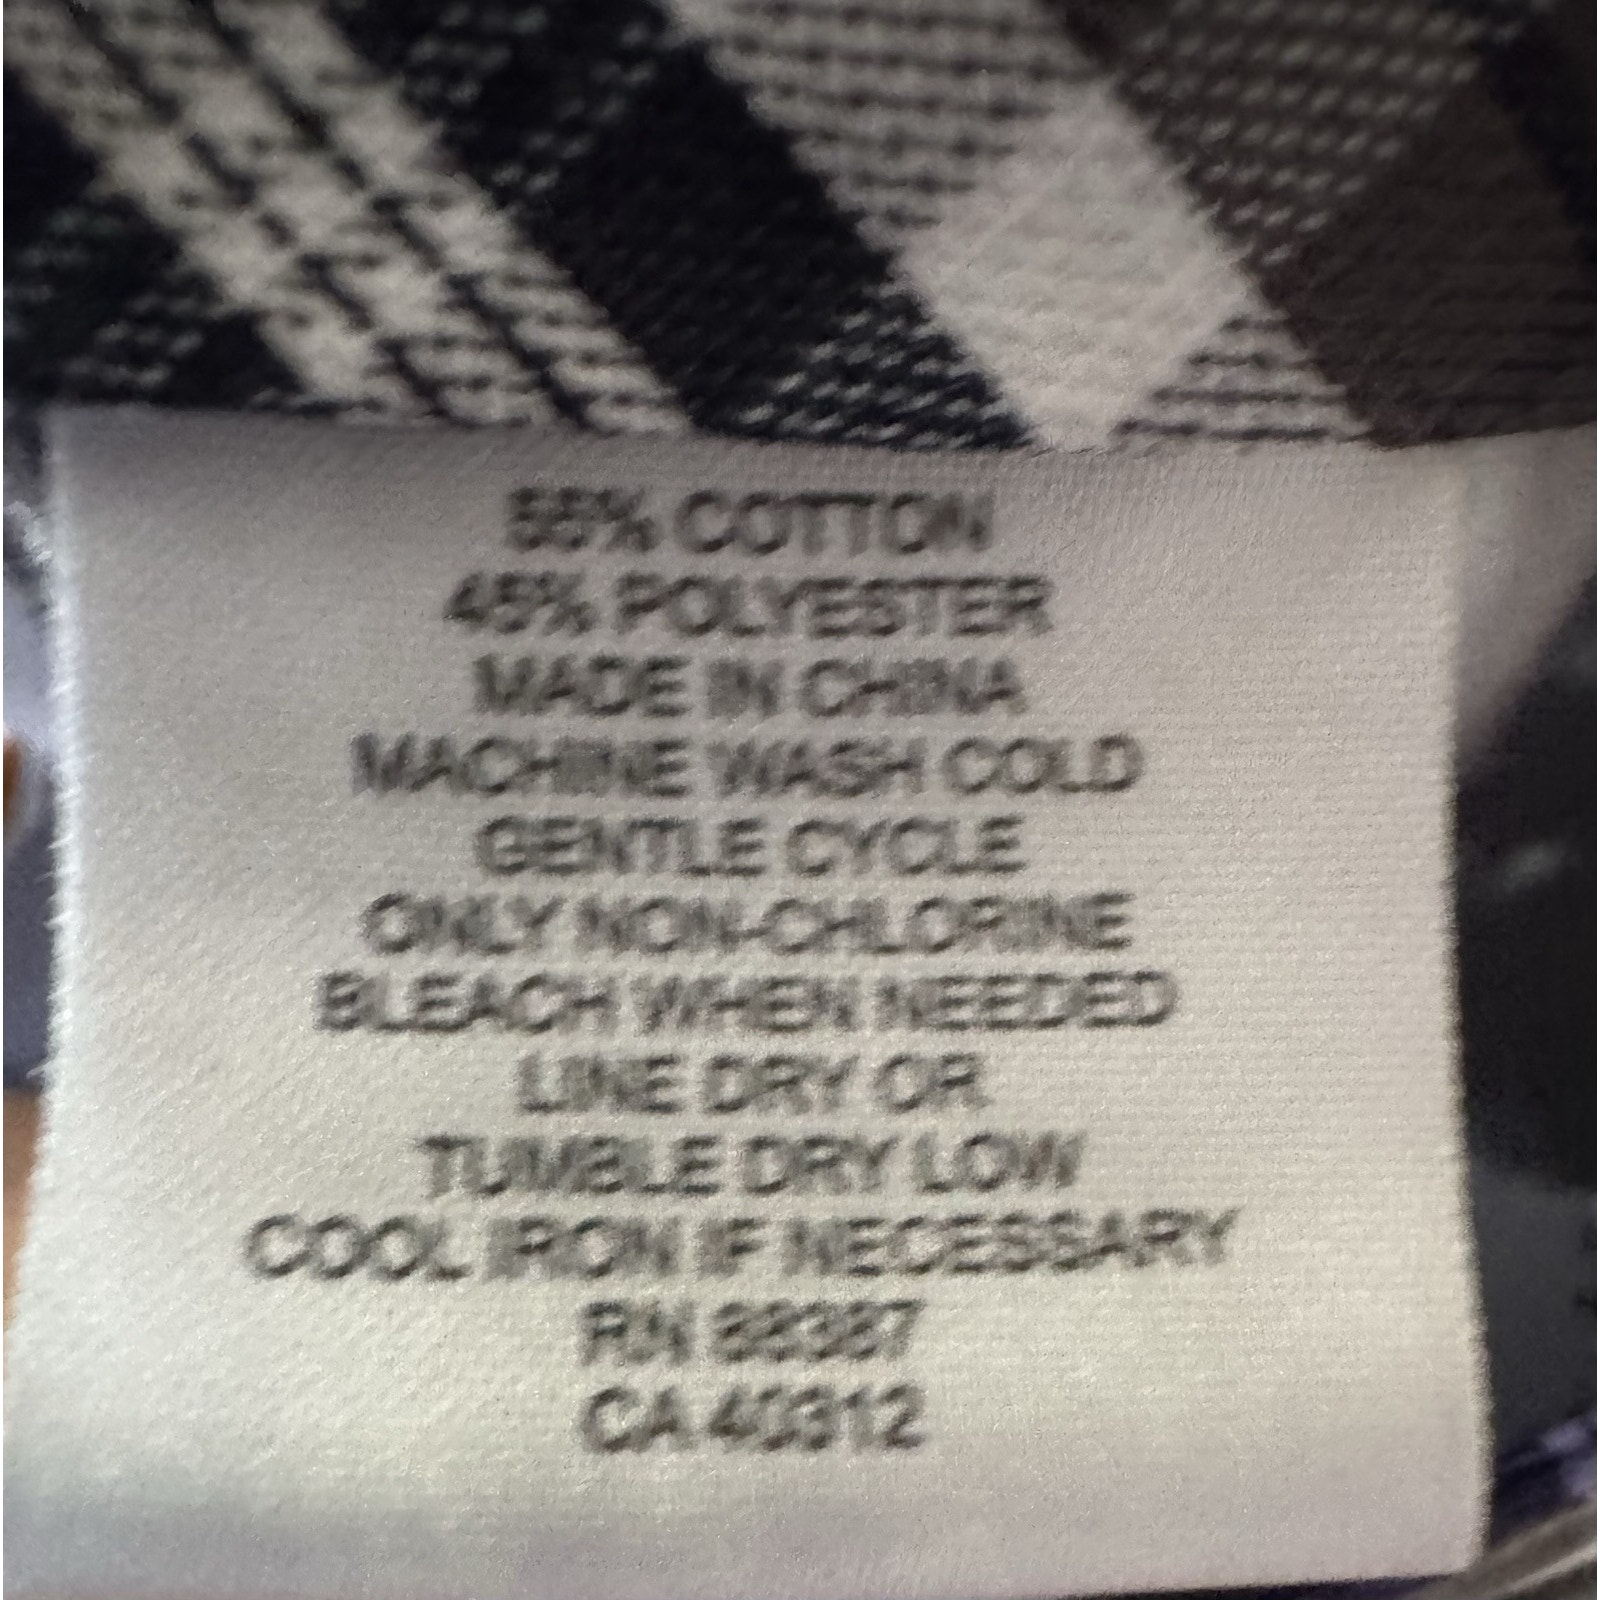 55% COTTON
45% POLYESTER
MADE IN CHINA
MACHINE WASH COLD
GENTLE CYCLE
ONLY NON-CHLORINE
BLEACH WHEN NEEDED
LINE DRY OR
TUMBLE DRY LOW
COOL IRON IF NECESSARY
RN 88387
CA 40312